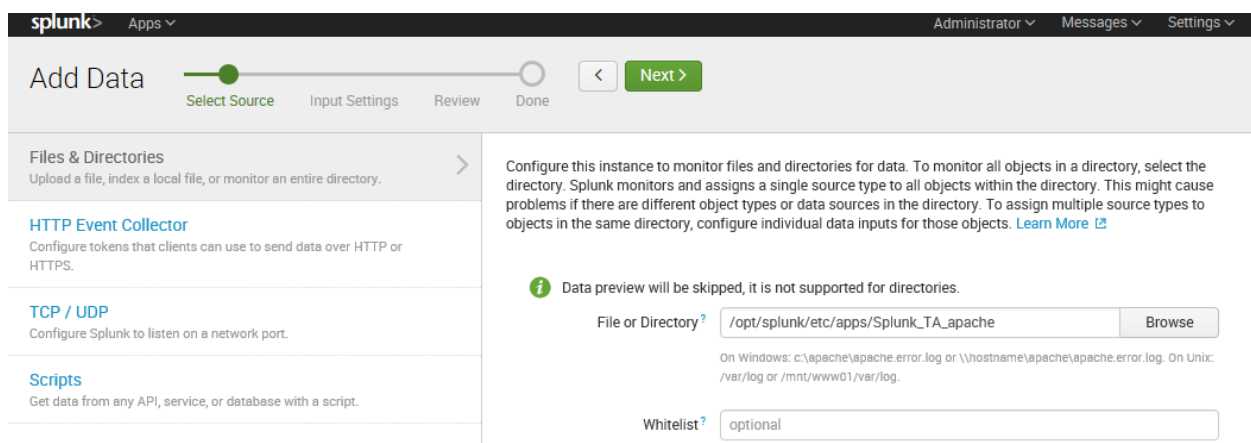 splunk> Apps Administrator Messages Settings
Add Data
Select Source Input Settings Review Done
Next >
Files & Directories
Upload a file, index a local file, or monitor an entire directory.
HTTP Event Collector
Configure tokens that clients can use to send data over HTTP or
HTTPS.
TCP / UDP
Configure Splunk to listen on a network port.
Scripts
Get data from any API, service, or database with a script.
Configure this instance to monitor files and directories for data. To monitor all objects in a directory, select the
directory. Splunk monitors and assigns a single source type to all objects within the directory. This might cause
problems if there are different object types or data sources in the directory. To assign multiple source types to
objects in the same directory, configure individual data inputs for those objects. Learn More
Data preview will be skipped, it is not supported for directories.
File or Directory ? /opt/splunk/etc/apps/Splunk_TA_apache Browse
On Windows: c:\apache\apache.error.log or \\hostname\apache\apache.error.log. On Unix:
/var/log or /mnt/www01/var/log.
Whitelist ? optional